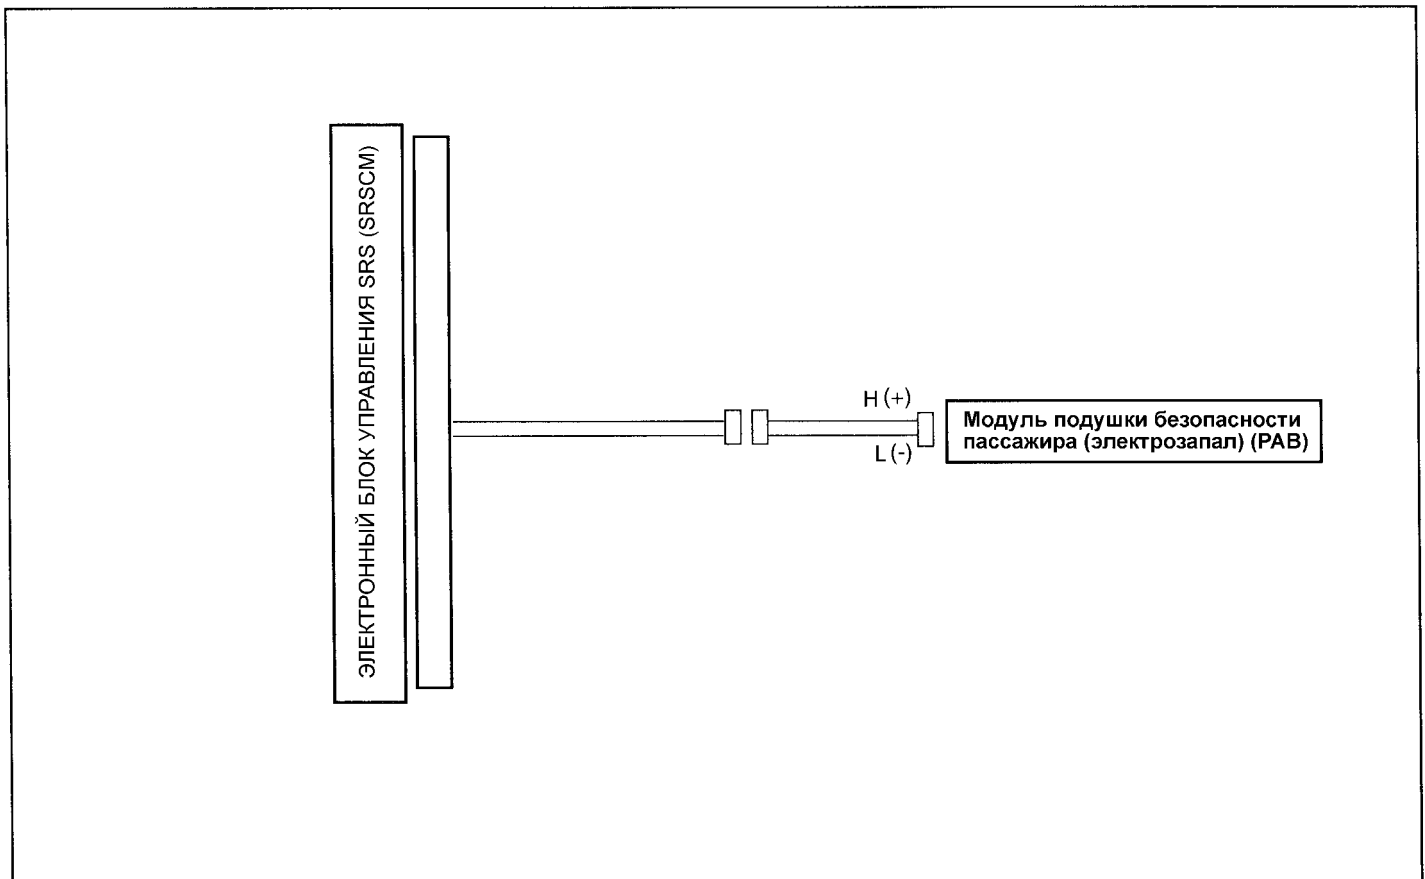 ЭЛЕКТРОННЫЙ БЛОК УПРАВЛЕНИЯ SRS (SRSCM)
H (+)
L (-)
Модуль подушки безопасности
пассажира (электрозапал) (PAB)